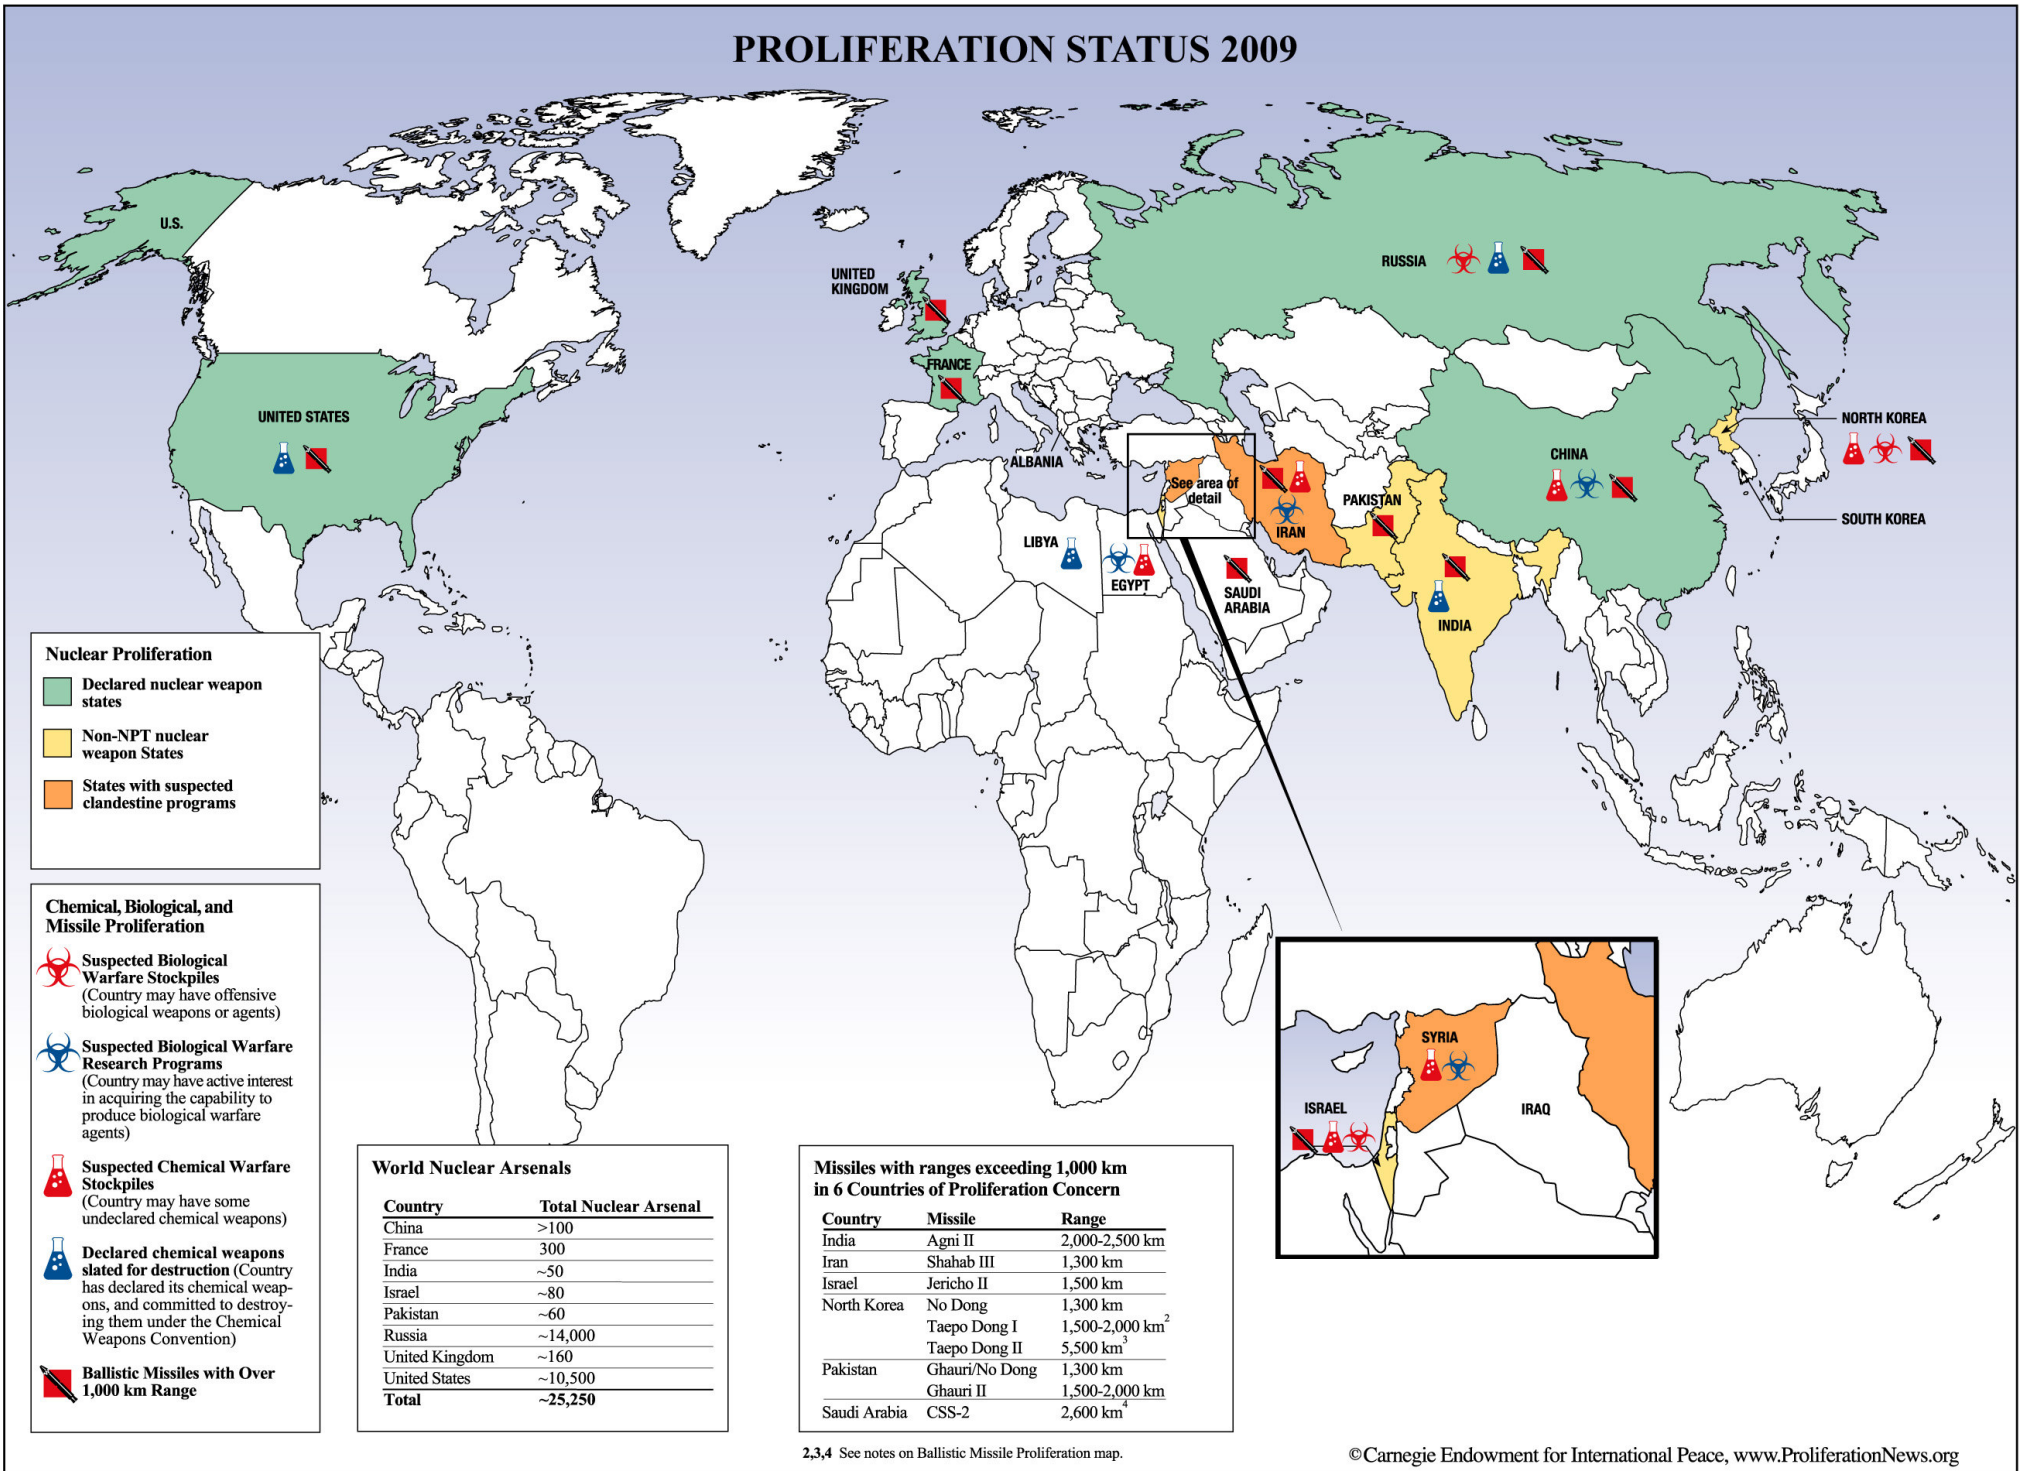 PROLIFERATION STATUS 2009
U.S.
UNITED STATES
UNITED
KINGDOM
FRANCE
ALBANIA
RUSSIA
NORTH KOREA
SOUTH KOREA
CHINA
PAKISTAN
INDIA
IRAN
See area of
detail
LIBYA
EGYPT
SAUDI
ARABIA
Nuclear Proliferation
Declared nuclear weapon
states
Non-NPT nuclear
weapon States
States with suspected
clandestine programs
Chemical, Biological, and
Missile Proliferation
Suspected Biological
Warfare Stockpiles
(Country may have offensive
biological weapons or agents)
Suspected Biological Warfare
Research Programs
(Country may have active interest
in acquiring the capability to
produce biological warfare
agents)
Suspected Chemical Warfare
Stockpiles
(Country may have some
undeclared chemical weapons)
Declared chemical weapons
slated for destruction (Country
has declared its chemical weap-
ons, and committed to destroy-
ing them under the Chemical
Weapons Convention)
Ballistic Missiles with Over
1,000 km Range
World Nuclear Arsenals
Country Total Nuclear Arsenal
China >100
France 300
India ~50
Israel ~80
Pakistan ~60
Russia ~14,000
United Kingdom ~160
United States ~10,500
Total ~25,250
Missiles with ranges exceeding 1,000 km
in 6 Countries of Proliferation Concern
Country Missile Range
India Agni II 2,000-2,500 km
Iran Shahab III 1,300 km
Israel Jericho II 1,500 km
North Korea No Dong 1,300 km
Taepo Dong I 1,500-2,000 km2
Taepo Dong II 5,500 km3
Pakistan Ghauri/No Dong 1,300 km
Ghauri II 1,500-2,000 km
Saudi Arabia CSS-2 2,600 km4
SYRIA
ISRAEL
IRAQ
2,3,4 See notes on Ballistic Missile Proliferation map.
©Carnegie Endowment for International Peace, www.ProliferationNews.org